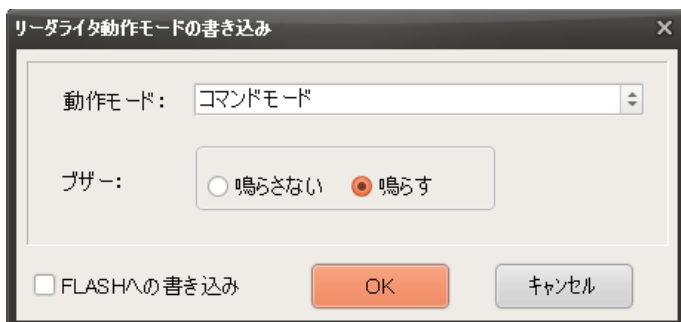 リーダライタ動作モードの書き込み
動作モード：
コマンドモード
ブザー：
鳴らさない
鳴らす
FLASHへの書き込み
OK
キャンセル